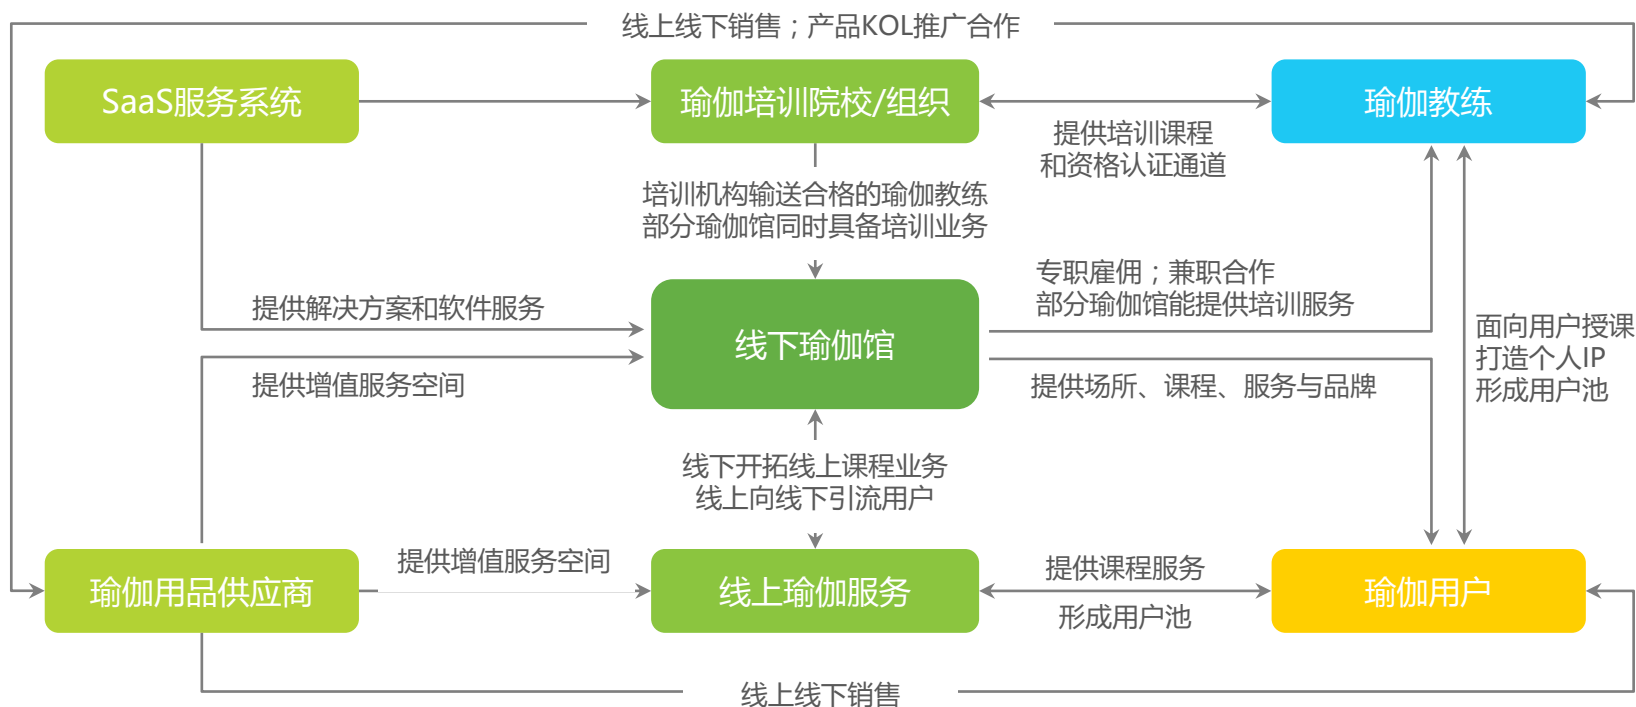 线上线下销售；产品KOL推广合作
SaaS服务系统
瑜伽培训院校/组织
瑜伽教练
提供培训课程
和资格认证通道
培训机构输送合格的瑜伽教练
部分瑜伽馆同时具备培训业务
专职雇佣；兼职合作
部分瑜伽馆能提供培训服务
提供解决方案和软件服务
线下瑜伽馆
面向用户授课
打造个人IP
形成用户池
提供增值服务空间
提供场所、课程、服务与品牌
线下开拓线上课程业务
线上向线下引流用户
瑜伽用品供应商
提供增值服务空间
线上瑜伽服务
提供课程服务
形成用户池
瑜伽用户
线上线下销售